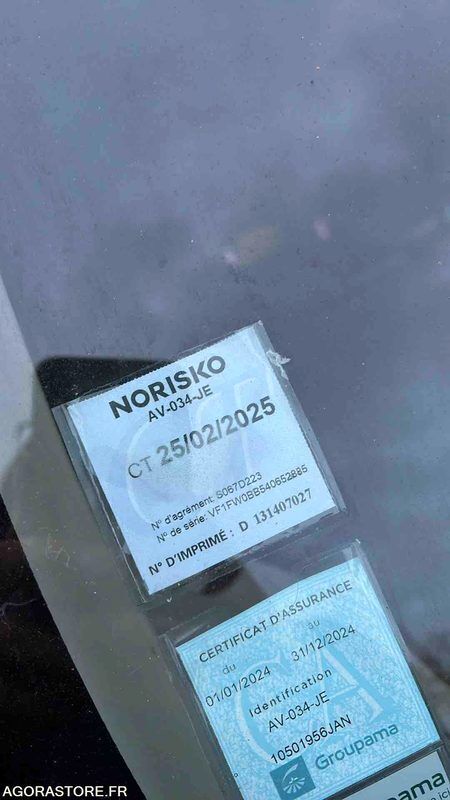 NORISKO
AV-034-JE
CT 25/02/2025
N° d'agrément: S067D223
N° de série: VF1FW0BB540652885
N° D'IMPRIMÉ : D 131407027
CERTIFICAT D'ASSURANCE
du au
01/01/2024 31/12/2024
Identification
AV-034-JE
10501956JAN
Groupama
AGORASTORE.FR